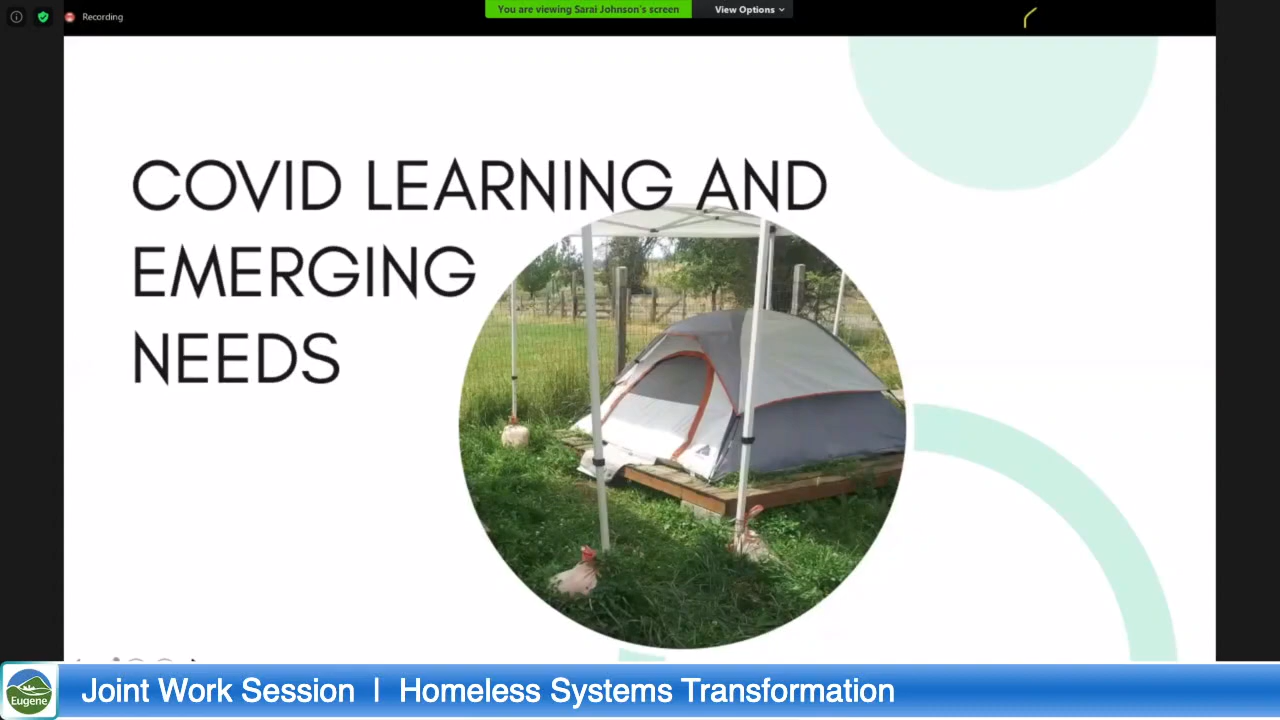 Recording
You are viewing Sarai Johnson's screen
View Options
COVID LEARNING AND
EMERGING
NEEDS
Eugene
Joint Work Session | Homeless Systems Transformation